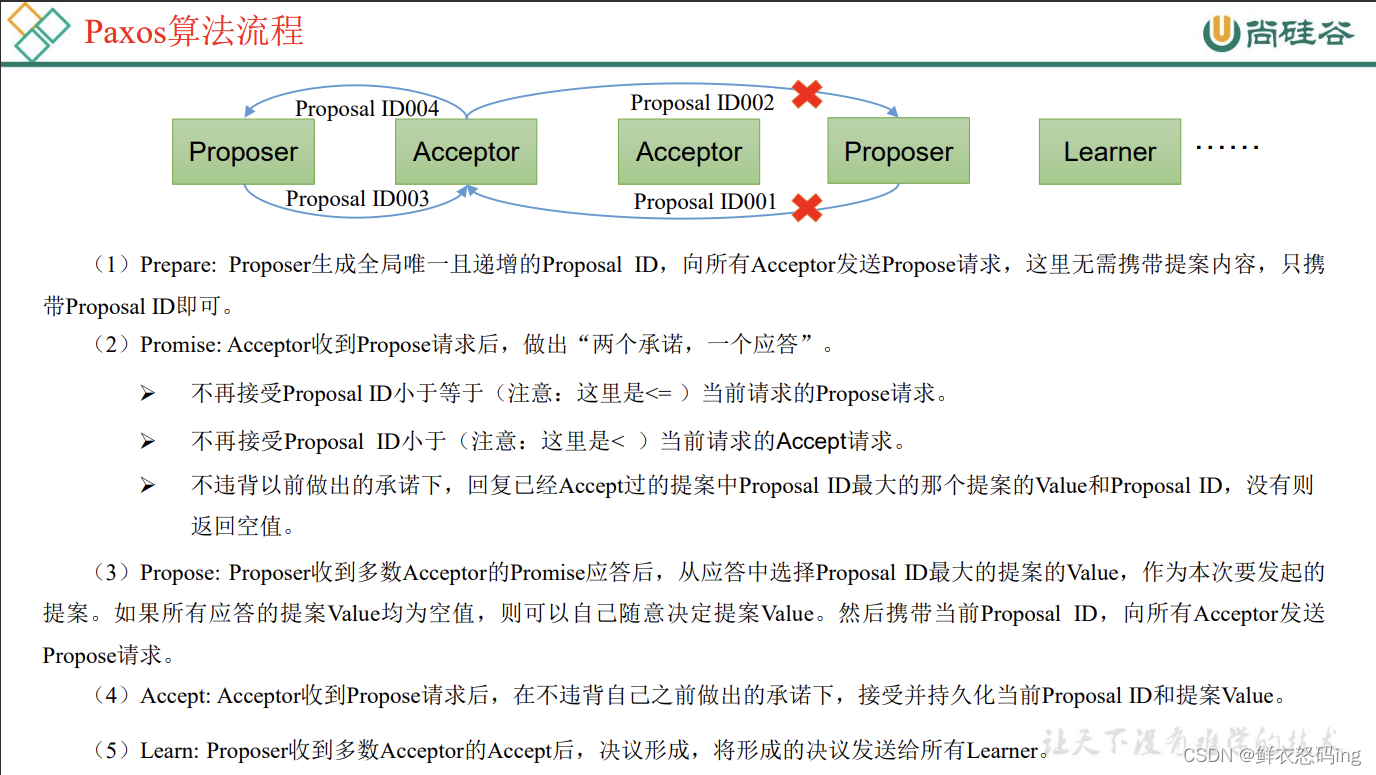 Paxos算法流程
尚硅谷
Proposal ID004
Proposal ID002
Proposer
Acceptor
Acceptor
Proposer
Learner
······
Proposal ID003
Proposal ID001
（1）Prepare: Proposer生成全局唯一且递增的Proposal ID，向所有Acceptor发送Propose请求，这里无需携带提案内容，只携
带Proposal ID即可。
（2）Promise: Acceptor收到Propose请求后，做出“两个承诺，一个应答”。
➢ 不再接受Proposal ID小于等于（注意：这里是<= ）当前请求的Propose请求。
➢ 不再接受Proposal ID小于（注意：这里是< ）当前请求的Accept请求。
➢ 不违背以前做出的承诺下，回复已经Accept过的提案中Proposal ID最大的那个提案的Value和Proposal ID，没有则
返回空值。
（3）Propose: Proposer收到多数Acceptor的Promise应答后，从应答中选择Proposal ID最大的提案的Value，作为本次要发起的
提案。如果所有应答的提案Value均为空值，则可以自己随意决定提案Value。然后携带当前Proposal ID，向所有Acceptor发送
Propose请求。
（4）Accept: Acceptor收到Propose请求后，在不违背自己之前做出的承诺下，接受并持久化当前Proposal ID和提案Value。
（5）Learn: Proposer收到多数Acceptor的Accept后，决议形成，将形成的决议发送给所有Learner。
让天下没有难学的技术
CSDN @鲜衣怒码ing